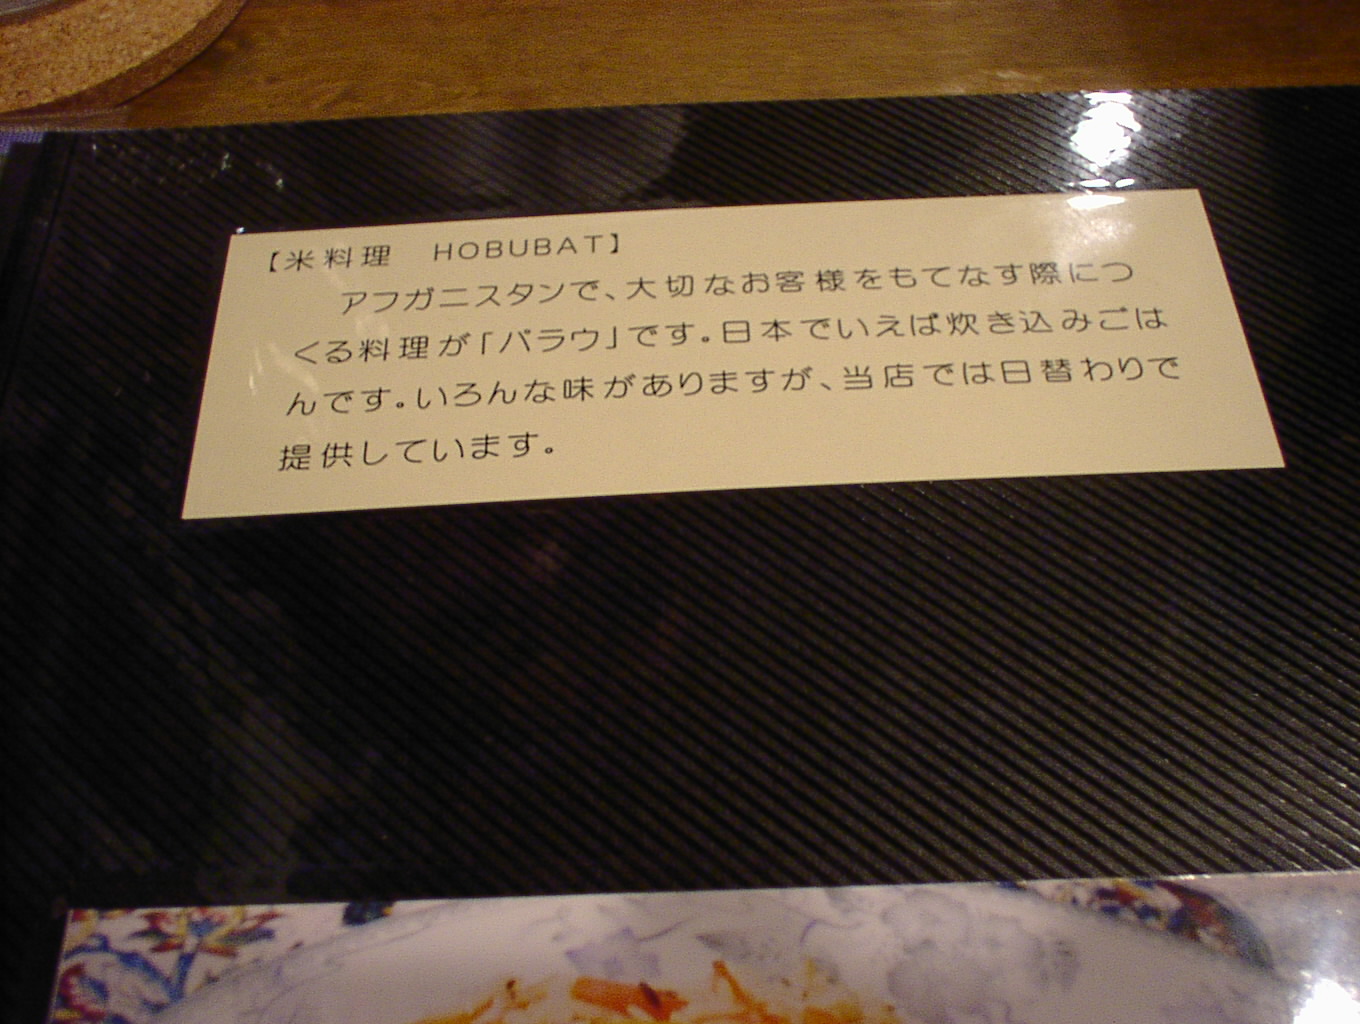 【米料理　HOBUBAT】
アフガニスタンで、大切なお客様をもてなす際につ
くる料理が「パラウ」です。日本でいえば炊き込みごは
んです。いろんな味がありますが、当店では日替わりで
提供しています。